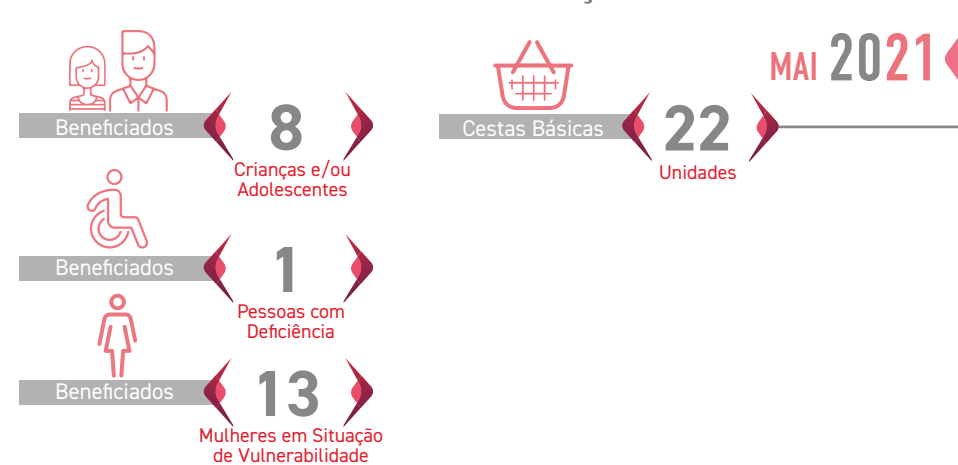 MAI 2021
Beneficiados
8
Crianças e/ou
Adolescentes
Cestas Básicas
22
Unidades
Beneficiados
1
Pessoas com
Deficiência
Beneficiados
13
Mulheres em Situação
de Vulnerabilidade